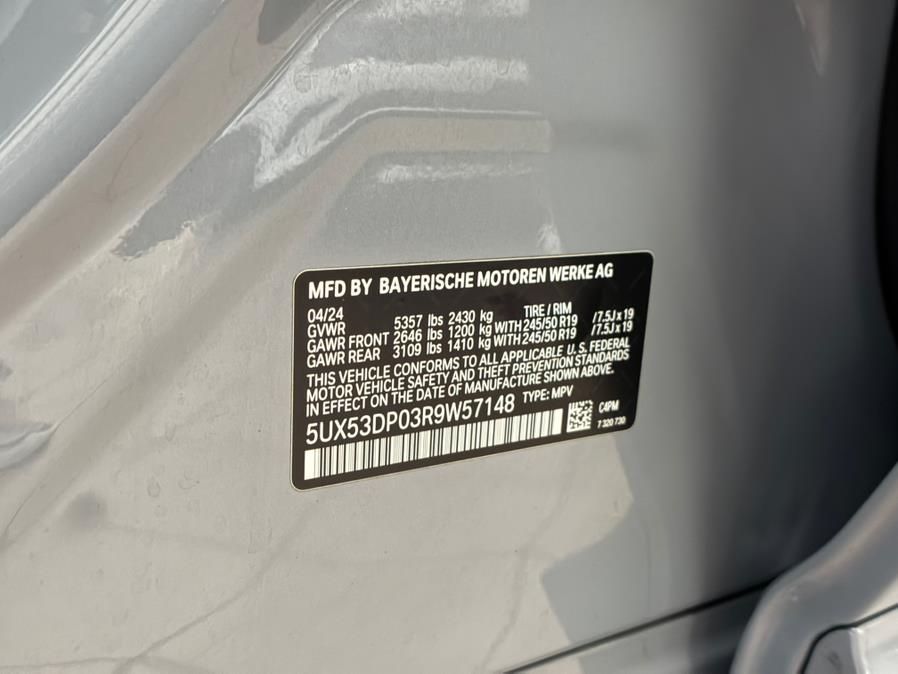 MFD BY BAYERISCHE MOTOREN WERKE AG
04/24 TIRE / RIM
GVWR 5357 lbs 2430 kg
GAWR FRONT 2646 lbs 1200 kg WITH 245/50 R19 /7.5J x 19
GAWR REAR 3109 lbs 1410 kg WITH 245/50 R19 /7.5J x 19
THIS VEHICLE CONFORMS TO ALL APPLICABLE U. S. FEDERAL
MOTOR VEHICLE SAFETY AND THEFT PREVENTION STANDARDS
IN EFFECT ON THE DATE OF MANUFACTURE SHOWN ABOVE.
5UX53DP03R9W57148 TYPE: MPV
C4PM
7 320 730